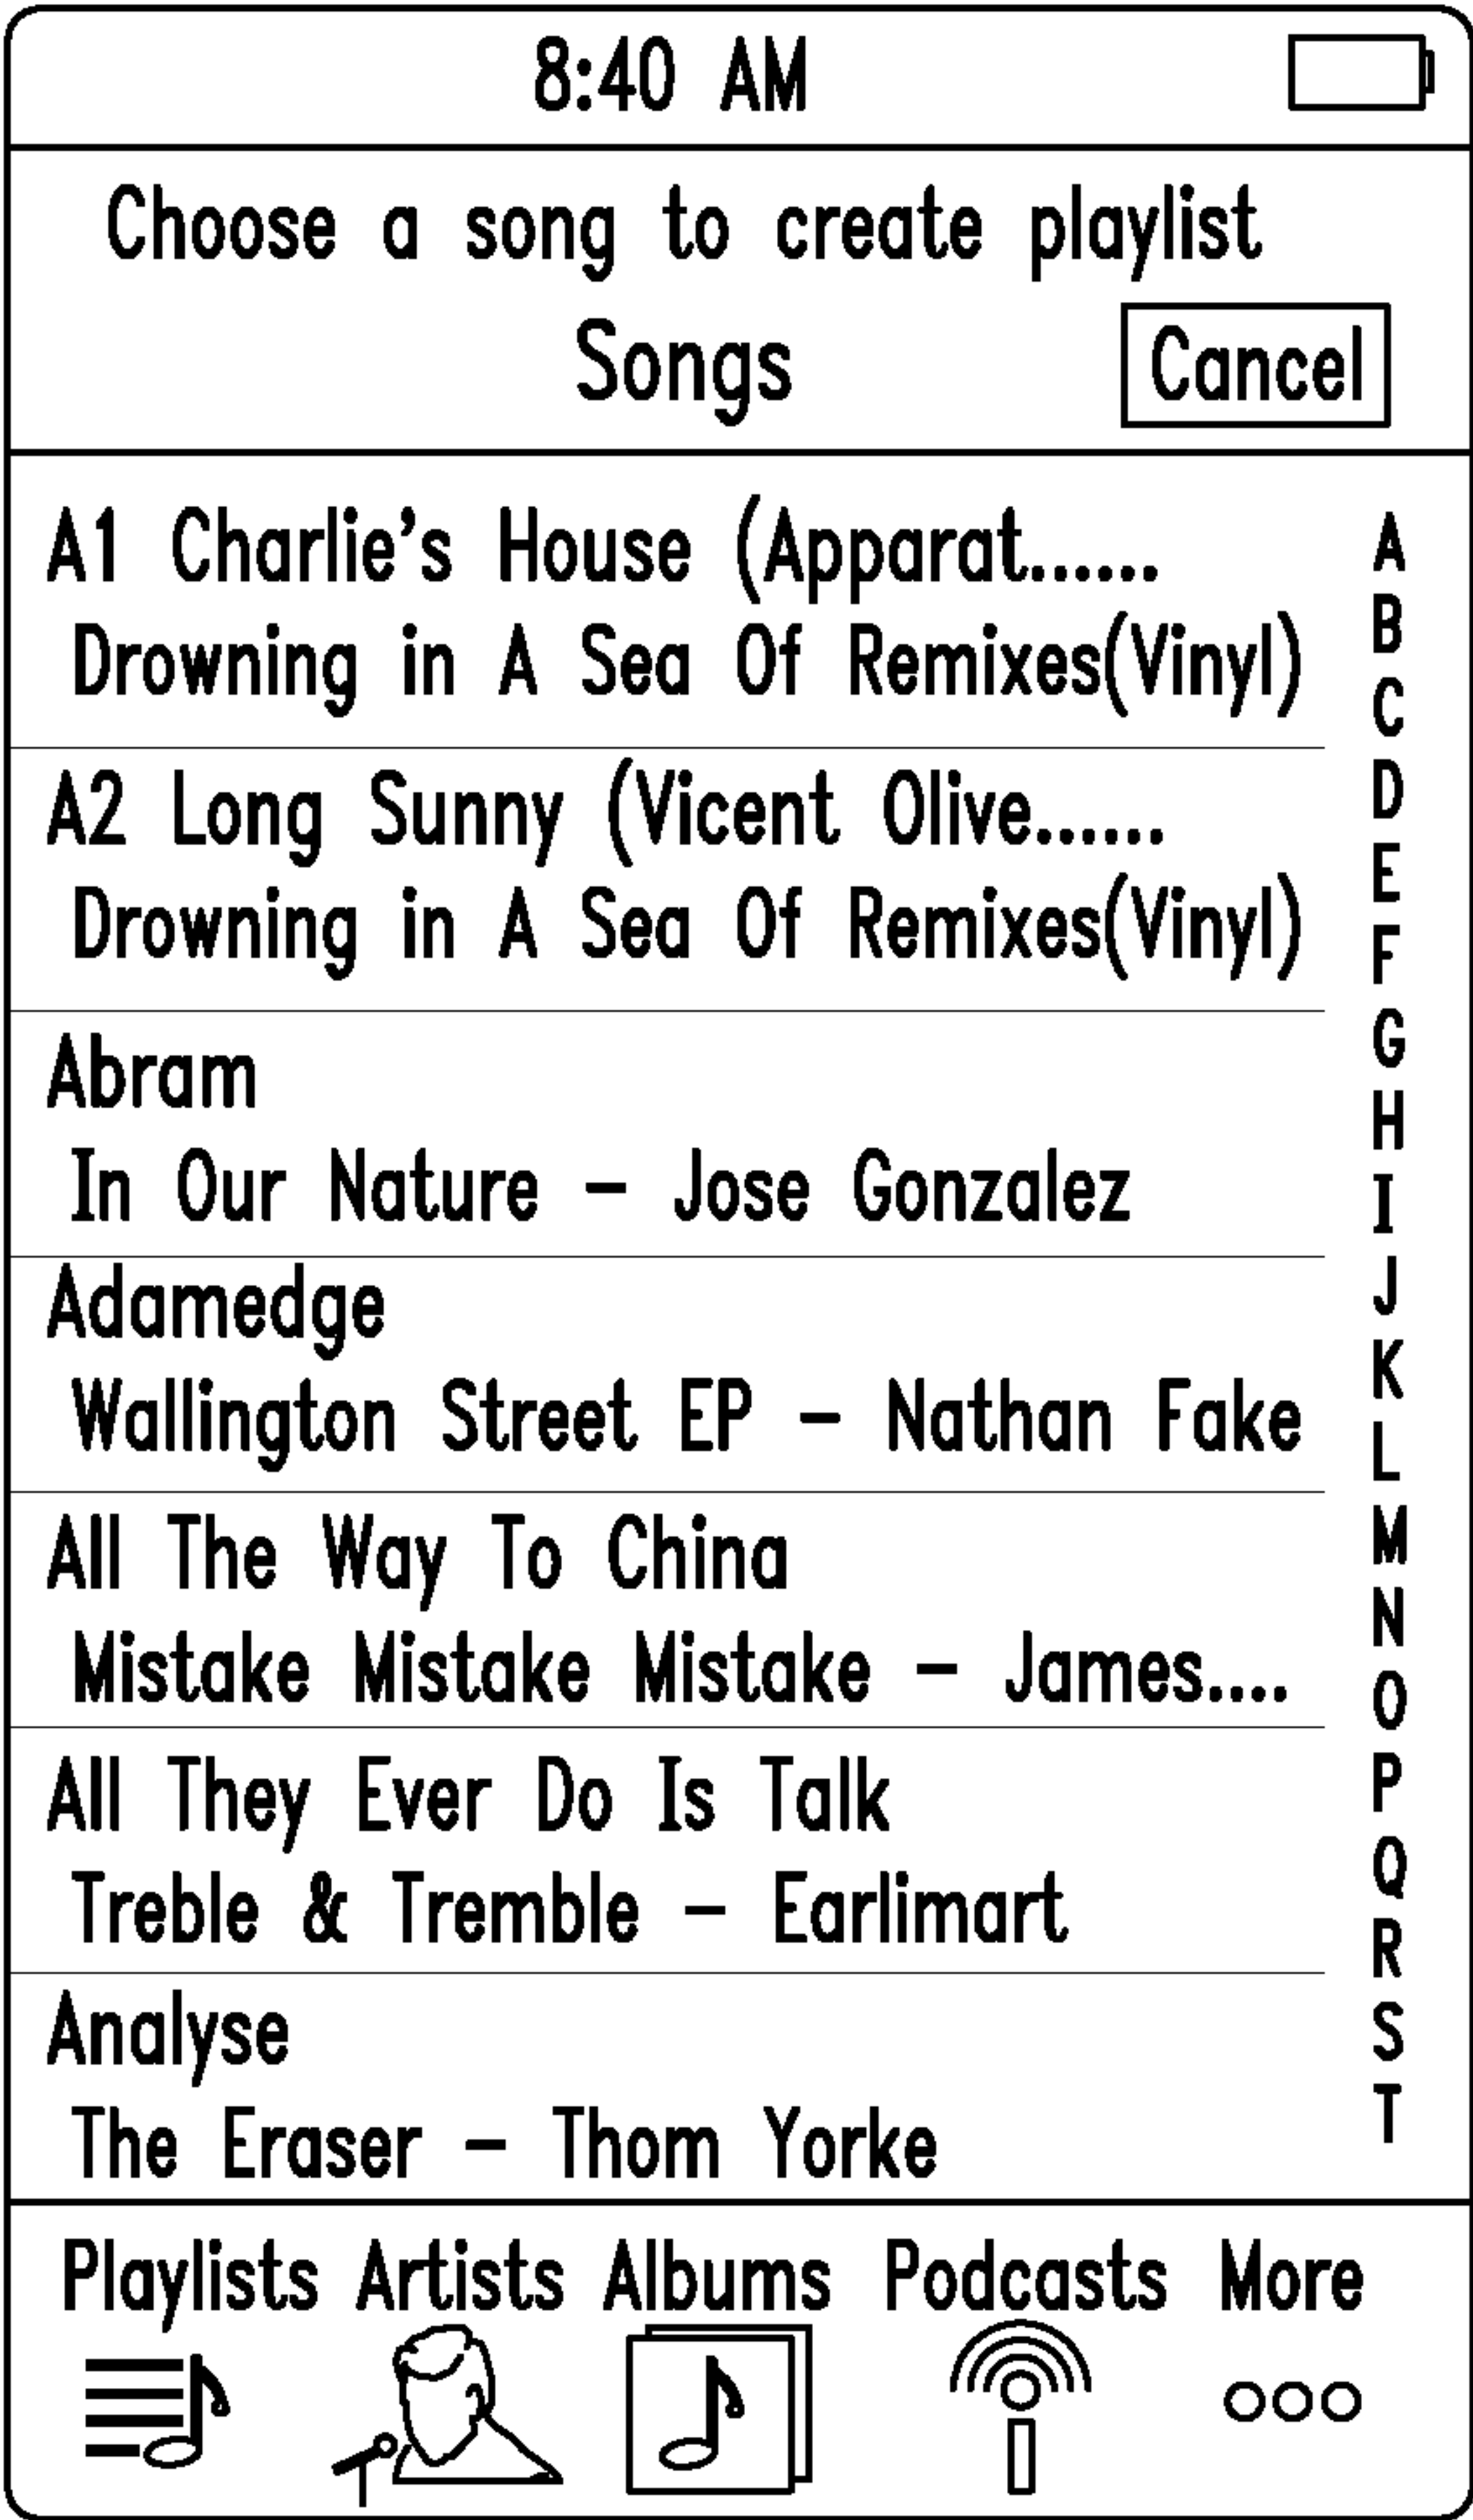 8:40 AM
Choose a song to create playlist
Songs
Cancel
A1 Charlie's House (Apparat......
Drowning in A Sea Of Remixes(Vinyl)
A2 Long Sunny (Vicent Olive......
Drowning in A Sea Of Remixes(Vinyl)
Abram
In Our Nature – Jose Gonzalez
Adamedge
Wallington Street EP – Nathan Fake
All The Way To China
Mistake Mistake Mistake – James....
All They Ever Do Is Talk
Treble & Tremble – Earlimart
Analyse
The Eraser – Thom Yorke
A
B
C
D
E
F
G
H
I
J
K
L
M
N
O
P
Q
R
S
T
Playlists Artists Albums Podcasts More